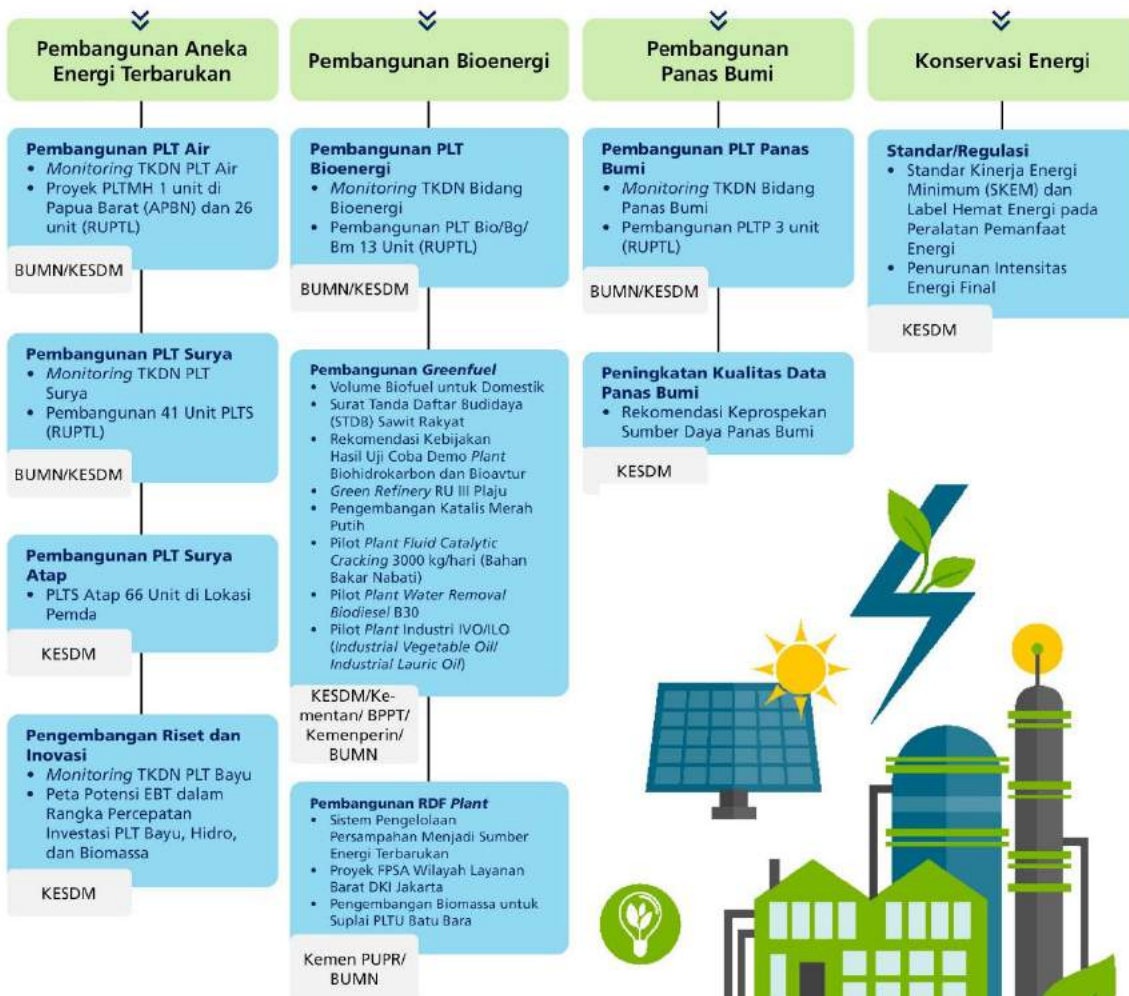 Pembangunan Aneka
Energi Terbarukan
Pembangunan PLT Air
• Monitoring TKDN PLT Air
• Proyek PLTMH 1 unit di
Papua Barat (APBN) dan 26
unit (RUPTL)
BUMN/KESDM
Pembangunan PLT Surya
• Monitoring TKDN PLT
Surya
• Pembangunan 41 Unit PLTS
(RUPTL)
BUMN/KESDM
Pembangunan PLT Surya
Atap
• PLTS Atap 66 Unit di Lokasi
Pemda
KESDM
Pengembangan Riset dan
Inovasi
• Monitoring TKDN PLT Bayu
• Peta Potensi EBT dalam
Rangka Percepatan
Investasi PLT Bayu, Hidro,
dan Biomassa
KESDM
Pembangunan Bioenergi
Pembangunan PLT
Bioenergi
• Monitoring TKDN Bidang
Bioenergi
• Pembangunan PLT Bio/Bg/
Bm 13 Unit (RUPTL)
BUMN/KESDM
Pembangunan Greenfuel
• Volume Biofuel untuk Domestik
• Surat Tanda Daftar Budidaya
(STDB) Sawit Rakyat
• Rekomendasi Kebijakan
Hasil Uji Coba Demo Plant
Biohidrokarbon dan Bioavtur
• Green Refinery RU III Plaju
• Pengembangan Katalis Merah
Putih
• Pilot Plant Fluid Catalytic
Cracking 3000 kg/hari (Bahan
Bakar Nabati)
• Pilot Plant Water Removal
Biodiesel B30
• Pilot Plant Industri IVO/ILO
(Industrial Vegetable Oil/
Industrial Lauric Oil)
KESDM/Ke-
mentan/ BPPT/
Kemenperin/
BUMN
Pembangunan RDF Plant
• Sistem Pengelolaan
Persampahan Menjadi Sumber
Energi Terbarukan
• Proyek FPSA Wilayah Layanan
Barat DKI Jakarta
• Pengembangan Biomassa untuk
Suplai PLTU Batu Bara
Kemen PUPR/
BUMN
Pembangunan
Panas Bumi
Pembangunan PLT Panas
Bumi
• Monitoring TKDN Bidang
Panas Bumi
• Pembangunan PLTP 3 unit
(RUPTL)
BUMN/KESDM
Peningkatan Kualitas Data
Panas Bumi
• Rekomendasi Keprospekan
Sumber Daya Panas Bumi
KESDM
Konservasi Energi
Standar/Regulasi
• Standar Kinerja Energi
Minimum (SKEM) dan
Label Hemat Energi pada
Peralatan Pemanfaat
Energi
• Penurunan Intensitas
Energi Final
KESDM